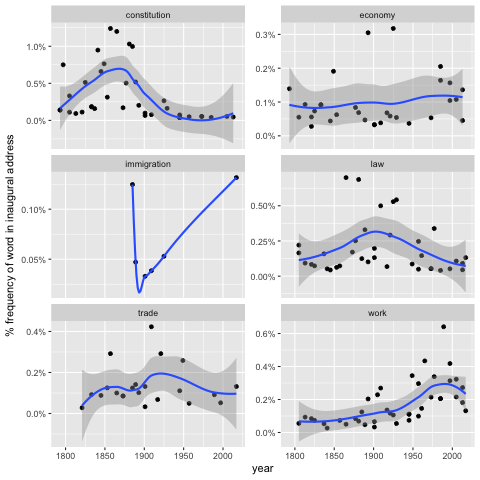 constitution
economy
1.0%
0.5%
0.0%
0.3%
0.2%
0.1%
0.0%
immigration
law
0.10%
0.05%
0.50%
0.25%
0.00%
trade
work
0.4%
0.2%
0.0%
0.6%
0.4%
0.2%
0.0%
1800 1850 1900 1950 2000
1800 1850 1900 1950 2000
year
% frequency of word in inaugural address